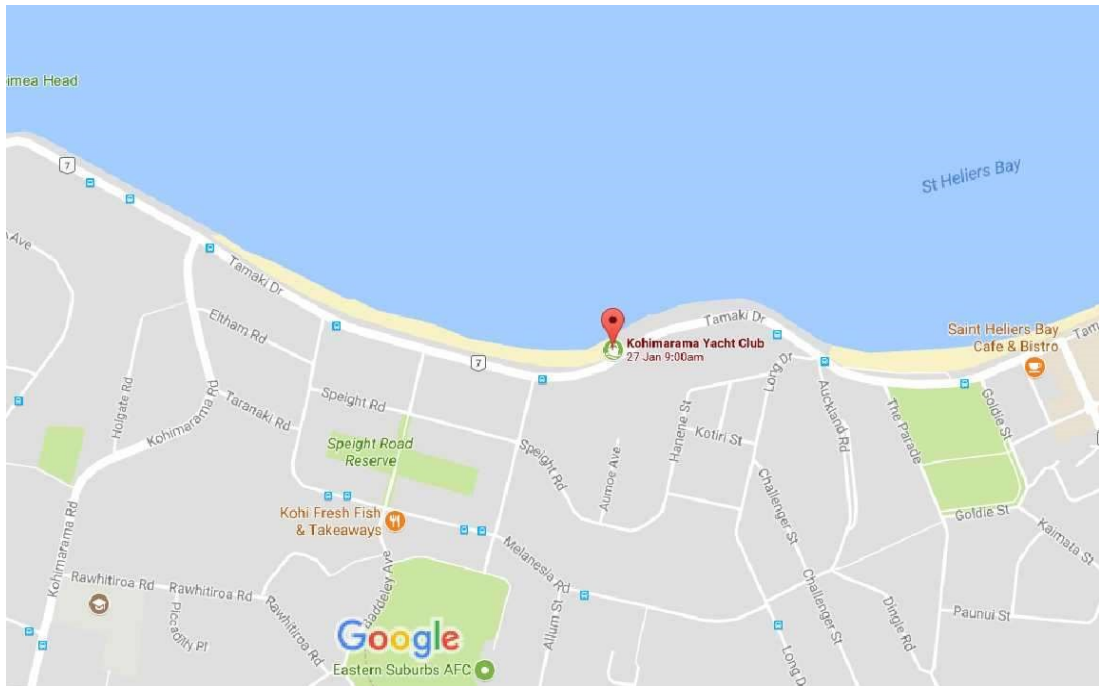 imea Head
7
St Heliers Bay
Ave
Tamaki Dr
Tamaki Dr
Saint Heliers Bay
Cafe & Bistro
Tam
Eltham Rd
Kohimarama Yacht Club
27 Jan 9:00am
7
Long Dr
Holgate Rd
Taranaki Rd
Speight Rd
Auckland Rd
The Parade
Goldie St
Kohimarama Rd
Speight Road
Reserve
Speight Rd
Aumoe Ave
Hanene St
Kotiri St
Kohi Fresh Fish
& Takeaways
Challenger St
Goldie St
Kaimata St
Kohimarama Rd
Melanesia Rd
Rawhitiroa Rd
Rawhitiroa Rd
Piccadilly Pl
Rawhitiroa Rd
addeley Ave
Allum St
Challenger St
Dingle Rd
Paunui St
Google
Eastern Suburbs AFC
Long D